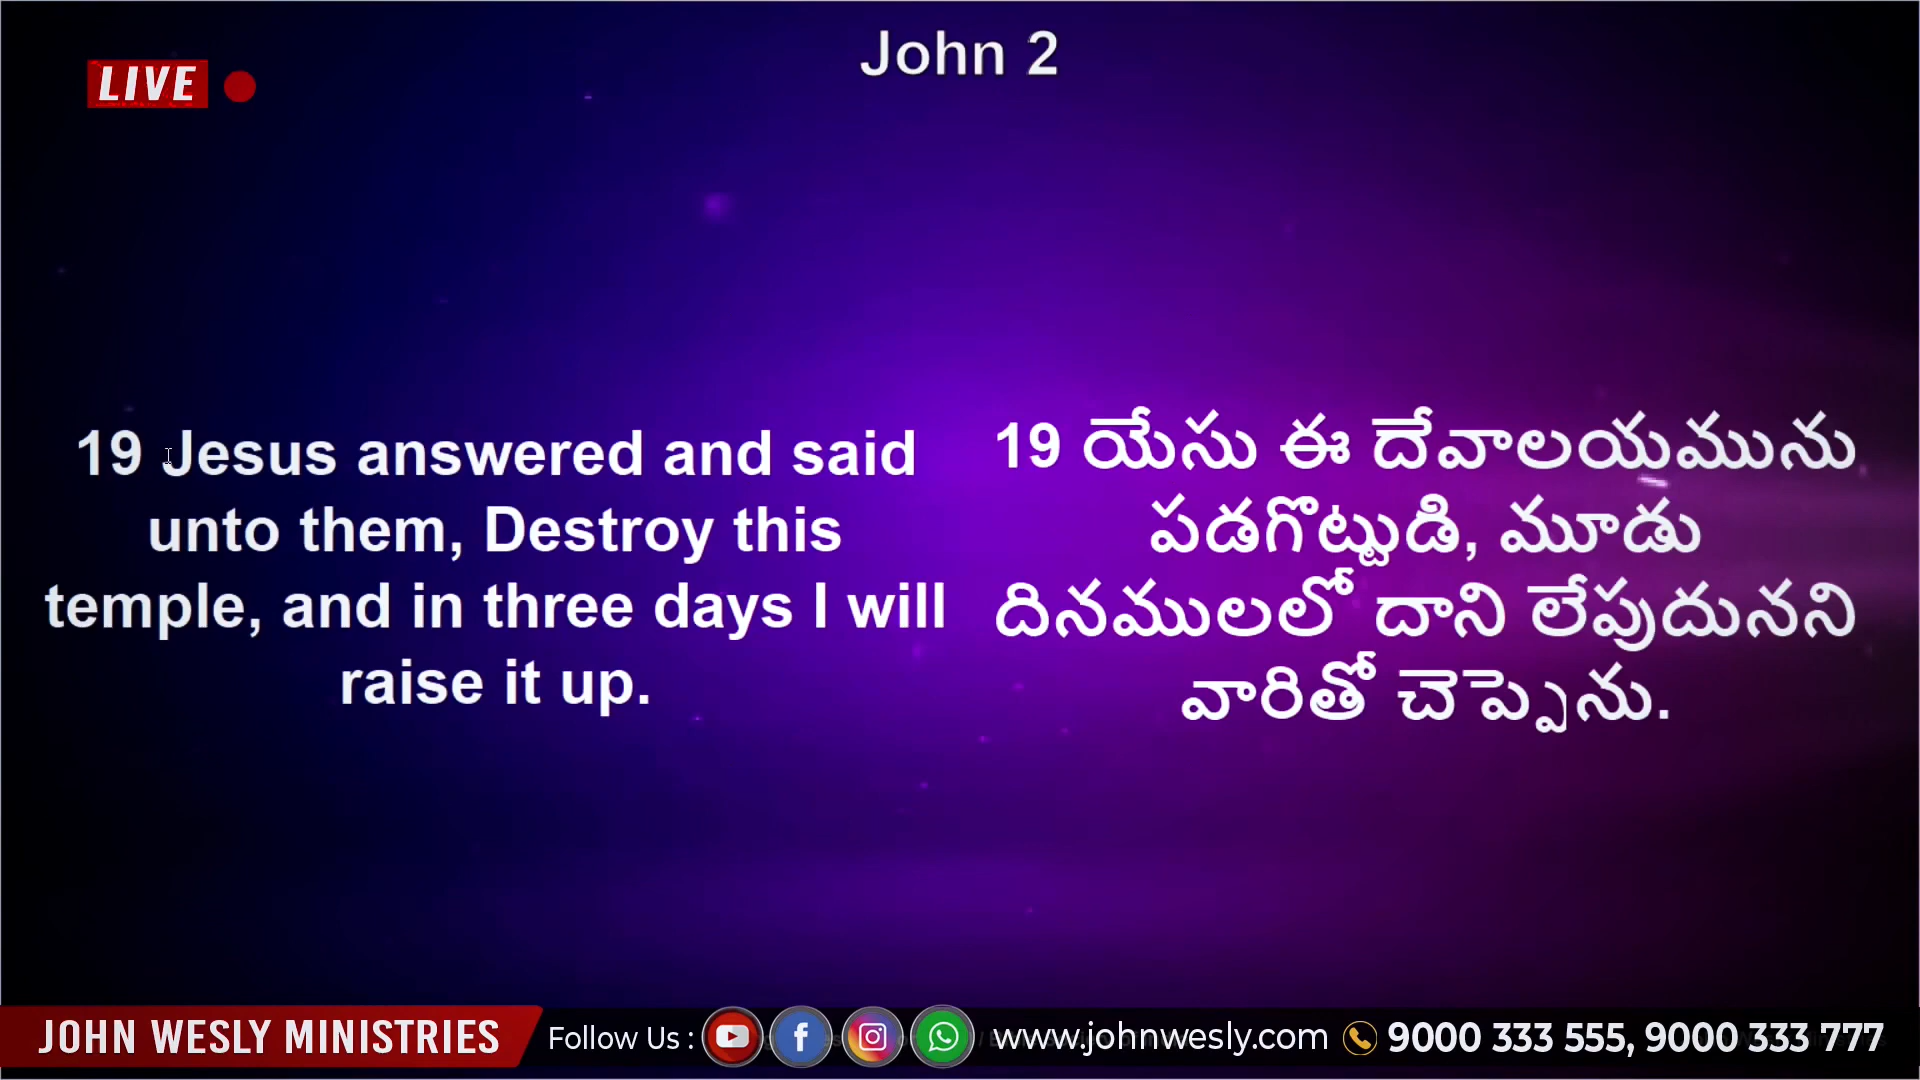 John 2
LIVE
19 Jesus answered and said
unto them, Destroy this
temple, and in three days I will
raise it up.
19 యేసు ఈ దేవాలయమును
పడగొట్టుడి, మూడు
దినములలో దాని లేపుదునని
వారితో చెప్పెను.
JOHN WESLY MINISTRIES Follow Us : www.johnwesly.com 9000 333 555, 9000 333 777